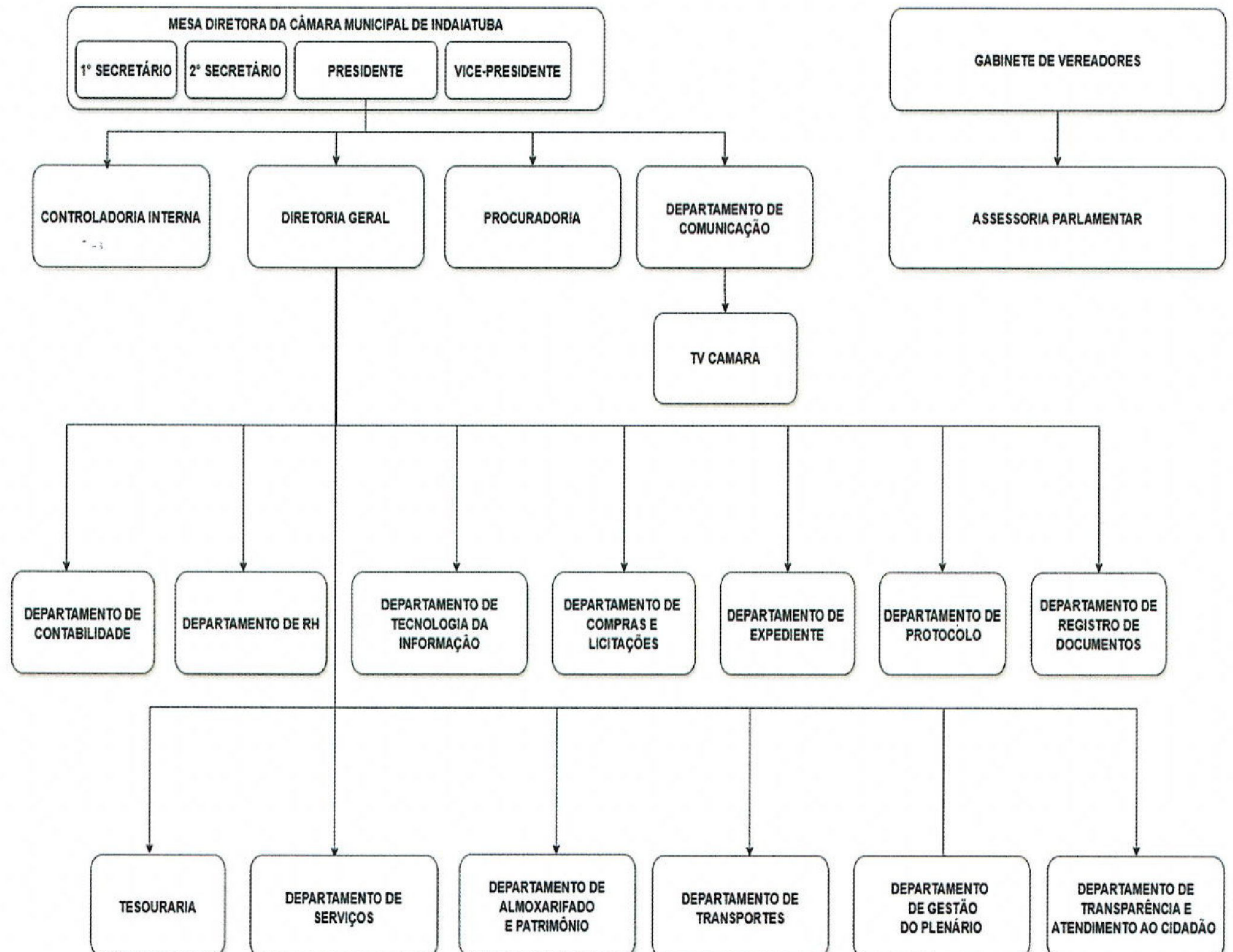 MESA DIRETORA DA CÂMARA MUNICIPAL DE INDAIATUBA
1º SECRETÁRIO
2º SECRETÁRIO
PRESIDENTE
VICE-PRESIDENTE
GABINETE DE VEREADORES
CONTROLADORIA INTERNA
DIRETORIA GERAL
PROCURADORIA
DEPARTAMENTO DE
COMUNICAÇÃO
ASSESSORIA PARLAMENTAR
TV CAMARA
DEPARTAMENTO DE
CONTABILIDADE
DEPARTAMENTO DE RH
DEPARTAMENTO DE
TECNOLOGIA DA
INFORMAÇÃO
DEPARTAMENTO DE
COMPRAS E
LICITAÇÕES
DEPARTAMENTO DE
EXPEDIENTE
DEPARTAMENTO DE
PROTOCOLO
DEPARTAMENTO DE
REGISTRO DE
DOCUMENTOS
TESOURARIA
DEPARTAMENTO DE
SERVIÇOS
DEPARTAMENTO DE
ALMOXARIFADO
E PATRIMÔNIO
DEPARTAMENTO DE
TRANSPORTES
DEPARTAMENTO
DE GESTÃO
DO PLENÁRIO
DEPARTAMENTO DE
TRANSPARÊNCIA E
ATENDIMENTO AO CIDADÃO